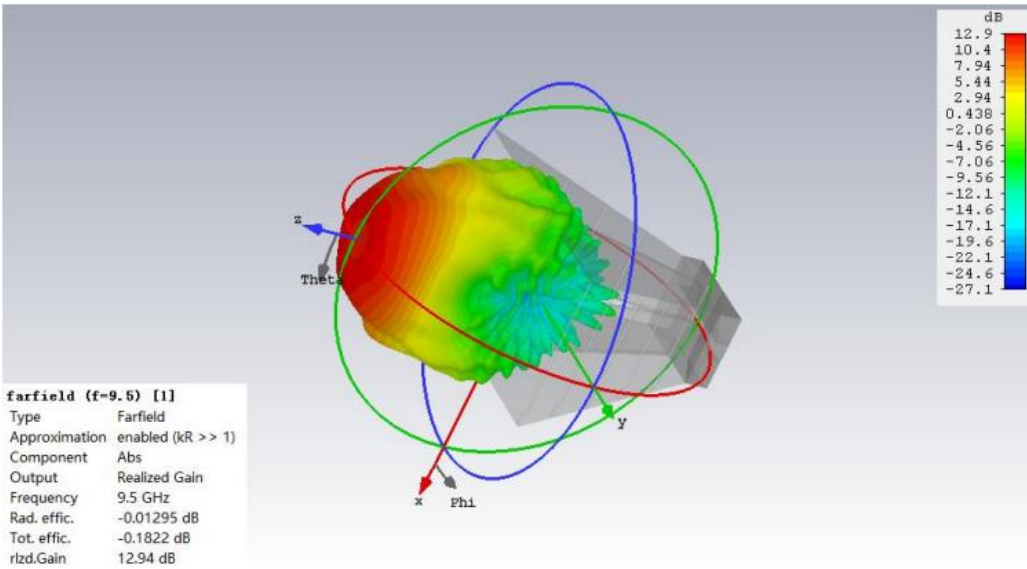 dB
12.9
10.4
7.94
5.44
2.94
0.438
-2.06
-4.56
-7.06
-9.56
-12.1
-14.6
-17.1
-19.6
-22.1
-24.6
-27.1
z
Theta
y
x
Phi
farfield (f=9.5) [1]
Type Farfield
Approximation enabled (kR >> 1)
Component Abs
Output Realized Gain
Frequency 9.5 GHz
Rad. effic. -0.01295 dB
Tot. effic. -0.1822 dB
rlzd.Gain 12.94 dB